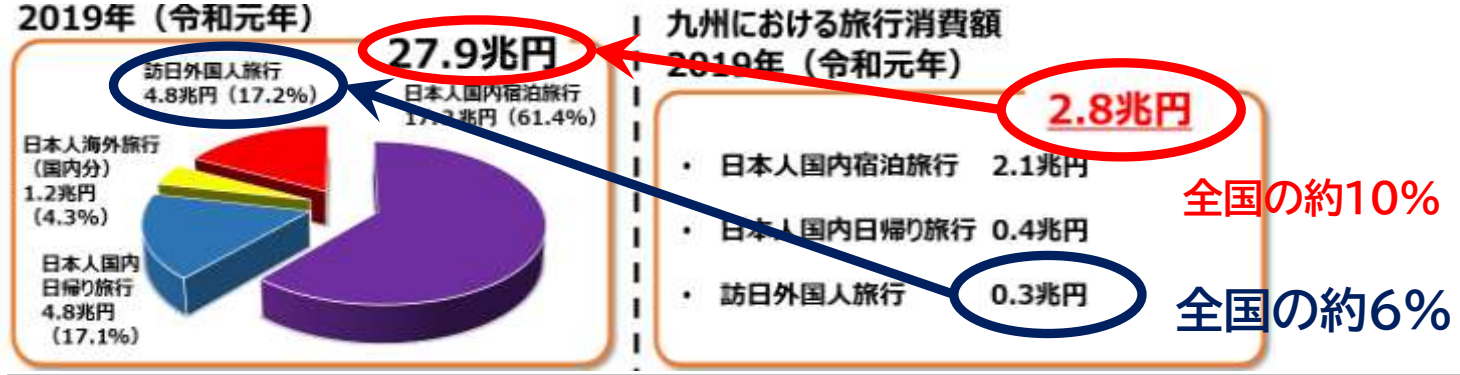 2019年（令和元年）
27.9兆円
訪日外国人旅行
4.8兆円（17.2%）
日本人国内宿泊旅行
兆円（61.4%）
日本人海外旅行
（国内分）
1.2兆円
（4.3%）
日本人国内
日帰り旅行
4.8兆円
（17.1%）
九州における旅行消費額
2019年（令和元年）
2.8兆円
・ 日本人国内宿泊旅行 2.1兆円
・ 日本人国内日帰り旅行 0.4兆円
・ 訪日外国人旅行 0.3兆円
全国の約10%
全国の約6%